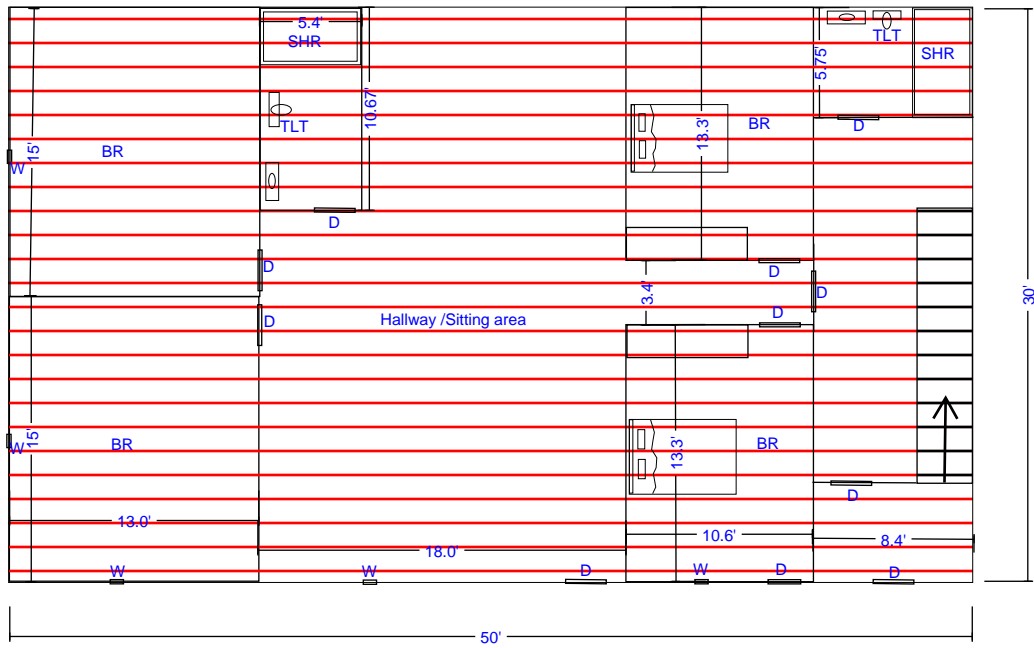 5.4'
SHR
TLT
10.67'
BR
15'
W
D
D
D
Hallway /Sitting area
15'
W
BR
13.0'
18.0'
W
W
D
13.3'
BR
D
3.4'
D
D
13.3'
BR
10.6'
W
D
5.75'
TLT
SHR
D
D
8.4'
D
30'
50'